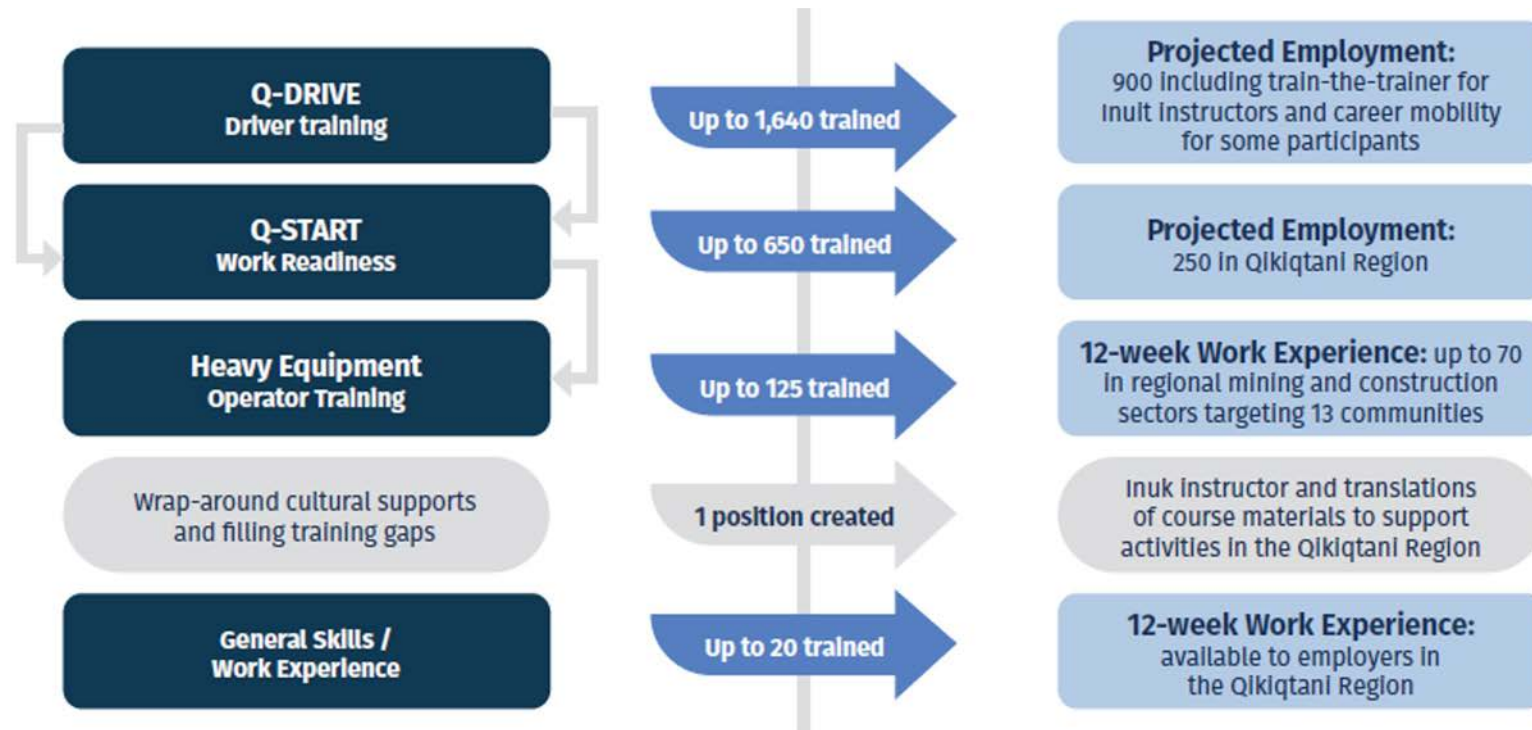 Q-DRIVE
Driver training
Up to 1,640 trained
Projected Employment:
900 including train-the-trainer for
Inuit instructors and career mobility
for some participants
Q-START
Work Readiness
Up to 650 trained
Projected Employment:
250 in Qikiqtani Region
Heavy Equipment
Operator Training
Up to 125 trained
12-week Work Experience: up to 70
in regional mining and construction
sectors targeting 13 communities
Wrap-around cultural supports
and filling training gaps
1 position created
Inuk instructor and translations
of course materials to support
activities in the Qikiqtani Region
General Skills /
Work Experience
Up to 20 trained
12-week Work Experience:
available to employers in
the Qikiqtani Region